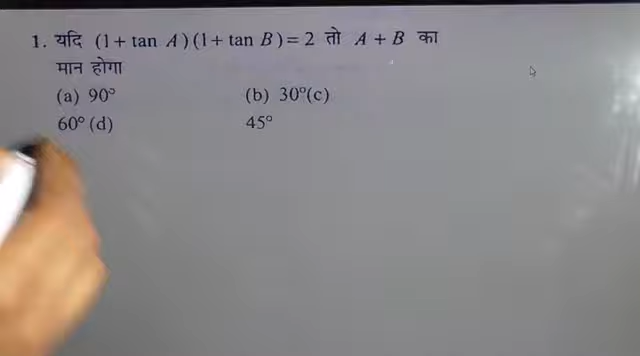 1. यदि (1 + tan A)(1 + tan B) = 2 तो A + B का
मान होगा
(a) 90° (b) 30°(c)
60° (d) 45°